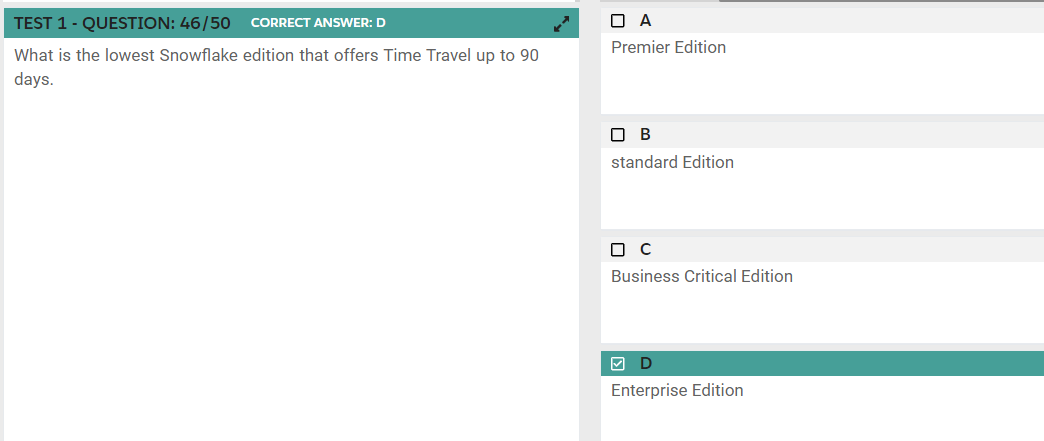 TEST 1 - QUESTION: 46/50 CORRECT ANSWER: D
What is the lowest Snowflake edition that offers Time Travel up to 90
days.
A
Premier Edition
B
standard Edition
C
Business Critical Edition
D
Enterprise Edition